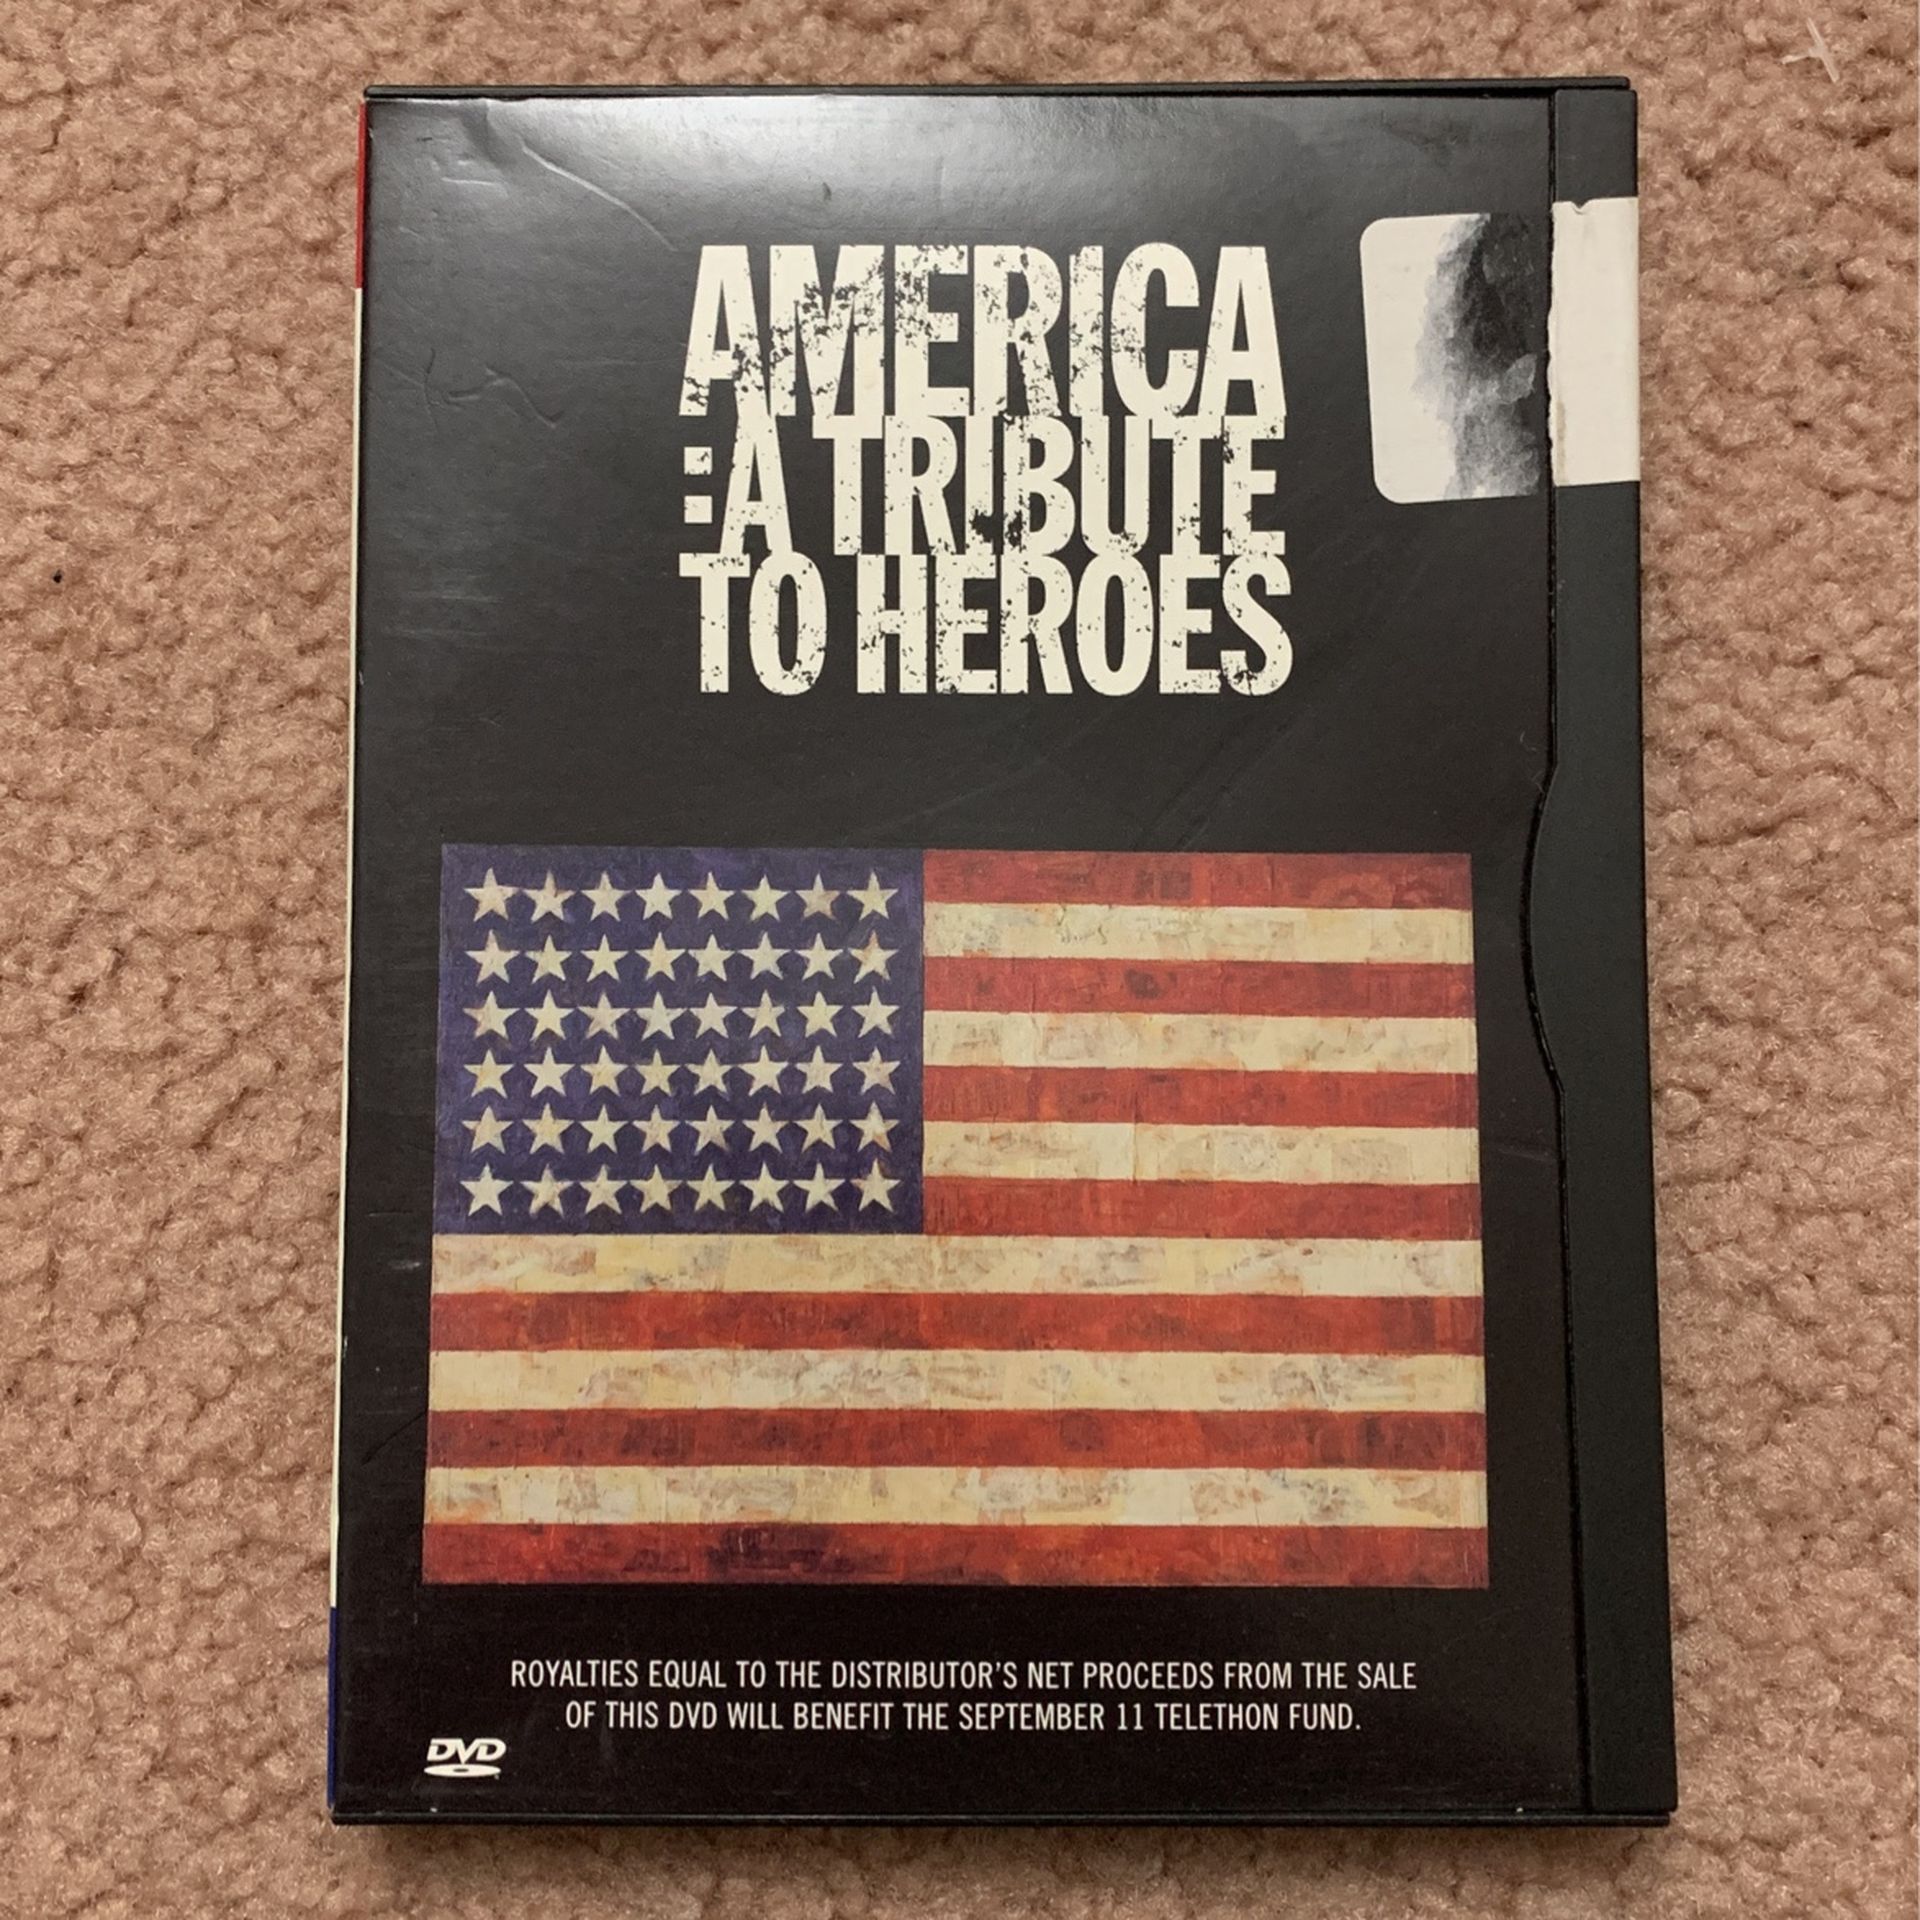 AMERICA
: A TRIBUTE
TO HEROES
ROYALTIES EQUAL TO THE DISTRIBUTOR'S NET PROCEEDS FROM THE SALE
OF THIS DVD WILL BENEFIT THE SEPTEMBER 11 TELETHON FUND.
DVD